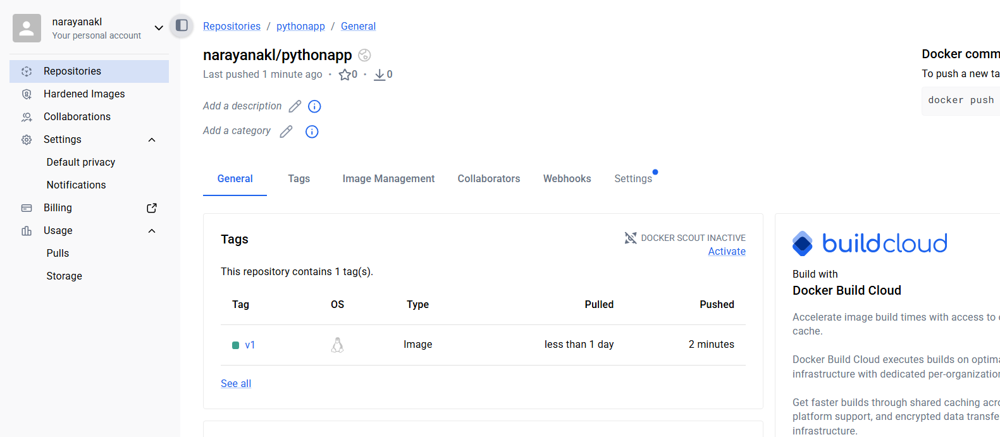 narayanakl
Your personal account
Repositories
Hardened Images
Collaborations
Settings
Default privacy
Notifications
Billing
Usage
Pulls
Storage
Repositories / pythonapp / General
narayanakl/pythonapp
Last pushed 1 minute ago • 0 • 0
Add a description
Add a category
General Tags Image Management Collaborators Webhooks Settings
Tags
DOCKER SCOUT INACTIVE
Activate
This repository contains 1 tag(s).
Tag OS Type Pulled Pushed
v1 Image less than 1 day 2 minutes
See all
Docker comm
To push a new ta
docker push
buildcloud
Build with
Docker Build Cloud
Accelerate image build times with access to
cache.
Docker Build Cloud executes builds on optima
infrastructure with dedicated per-organization
Get faster builds through shared caching acro
platform support, and encrypted data transfe
infrastructure.